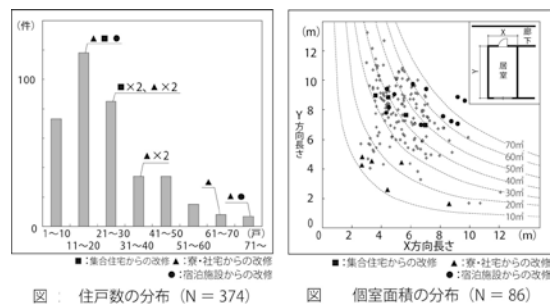 (件)
100
▲ ■ ●
■×2、▲×2
▲×2
▲
▲●
1~10
11~20
21~30
31~40
41~50
51~60
61~70
71~
(戸)
■:集合住宅からの改修 ▲:寮・社宅からの改修
●:宿泊施設からの改修
図 : 住戸数の分布 (N = 374)
(m)
14
12
10
8
6
4
2
0
Y方向長さ
X
廊下
Y
居室
70㎡
60㎡
50㎡
40㎡
30㎡
20㎡
10㎡
0 2 4 6 8 10 12 (m)
X方向長さ
■:集合住宅からの改修 ▲:寮・社宅からの改修
●:宿泊施設からの改修
図 個室面積の分布 (N = 86)